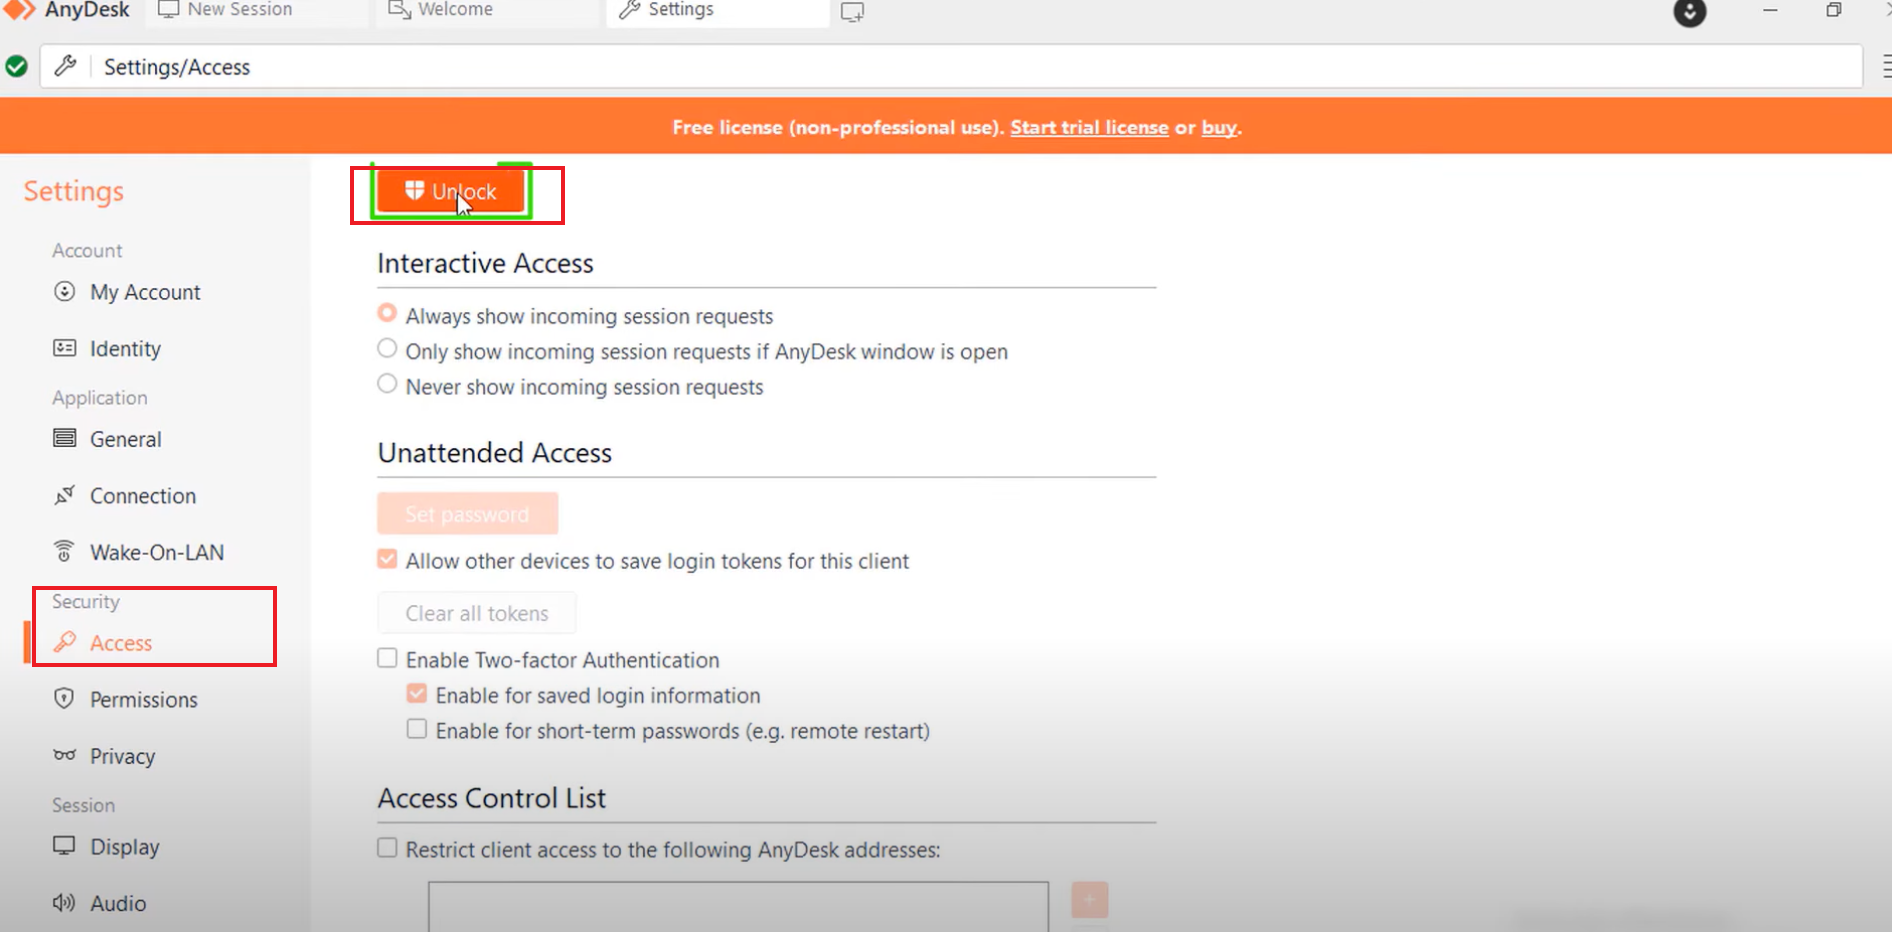 AnyDesk
New Session
Welcome
Settings
Settings/Access
Free license (non-professional use). Start trial license or buy.
Settings
Account
My Account
Identity
Application
General
Connection
Wake-On-LAN
Security
Access
Permissions
Privacy
Session
Display
Audio
Unlock
Interactive Access
Always show incoming session requests
Only show incoming session requests if AnyDesk window is open
Never show incoming session requests
Unattended Access
Set password
Allow other devices to save login tokens for this client
Clear all tokens
Enable Two-factor Authentication
Enable for saved login information
Enable for short-term passwords (e.g. remote restart)
Access Control List
Restrict client access to the following AnyDesk addresses:
+